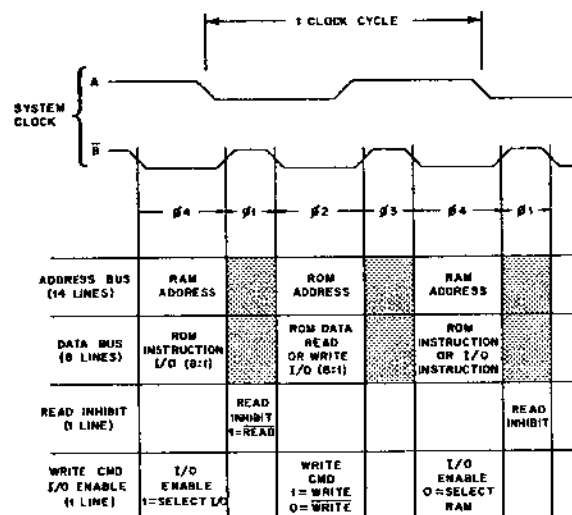 1 CLOCK CYCLE
A
SYSTEM
CLOCK
B
ø4 ø1 ø2 ø3 ø4 ø1
ADDRESS BUS
(14 LINES)
RAM
ADDRESS
ROM
ADDRESS
RAM
ADDRESS
DATA BUS
(8 LINES)
ROM
INSTRUCTION
I/O (8:1)
ROM DATA
READ
OR WRITE
I/O (8:1)
ROM
INSTRUCTION
OR I/O
INSTRUCTION
READ INHIBIT
(1 LINE)
READ
INHIBIT
1=READ
READ
INHIBIT
WRITE CMD
I/O ENABLE
(1 LINE)
I/O
ENABLE
1=SELECT I/O
WRITE
CMD
1=WRITE
0=WRITE
I/O
ENABLE
0=SELECT
RAM